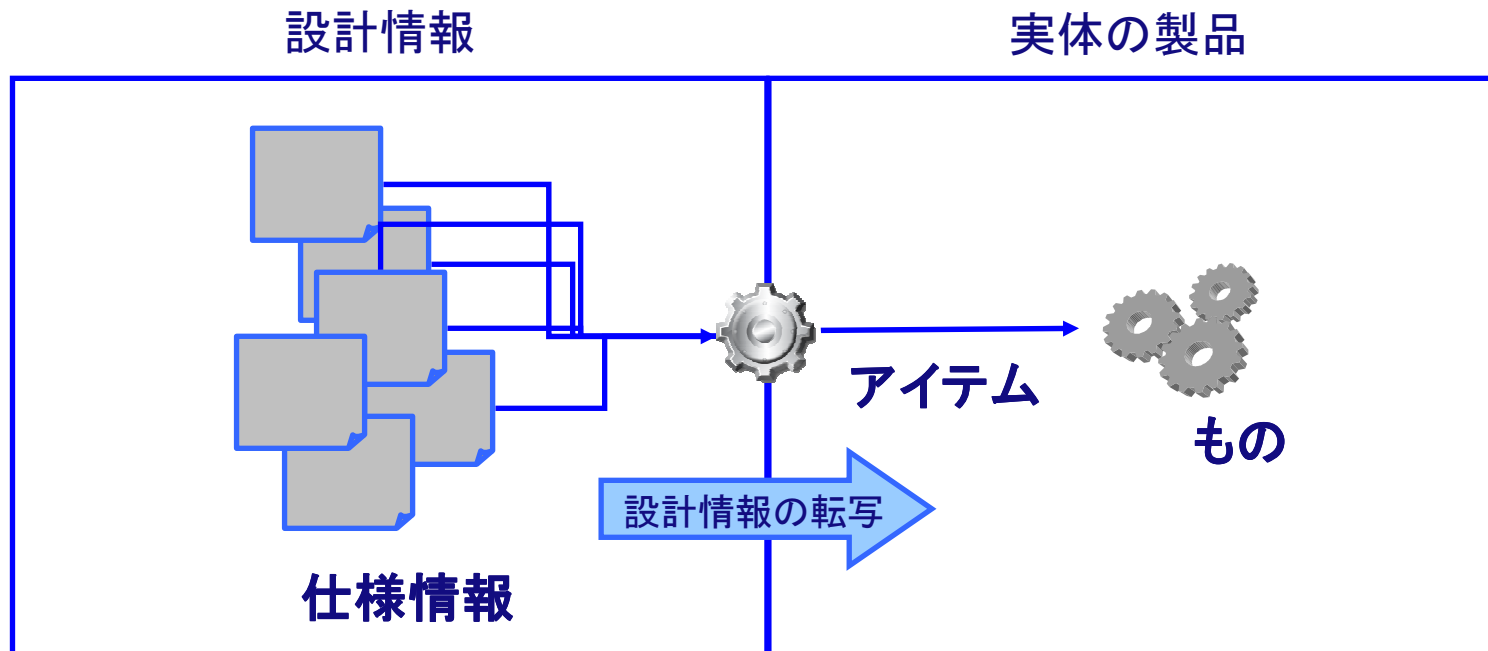 設計情報
実体の製品
アイテム
もの
設計情報の転写
仕様情報